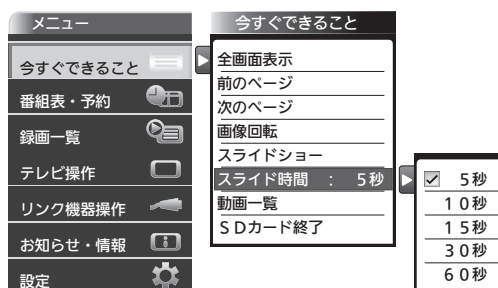 メニュー
今すぐできること
番組表・予約
録画一覧
テレビ操作
リンク機器操作
お知らせ・情報
設定
今すぐできること
全画面表示
前のページ
次のページ
画像回転
スライドショー
スライド時間 ： 5秒
動画一覧
ＳＤカード終了
5秒
１０秒
１５秒
３０秒
６０秒